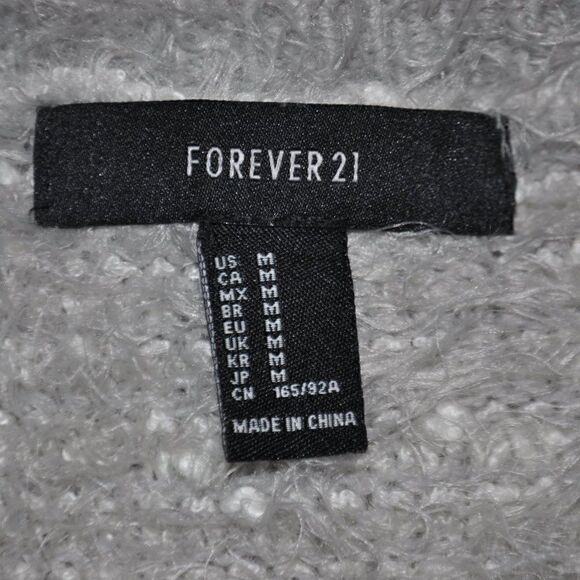 FOREVER 21
US M
CA M
MX M
BR M
EU M
UK M
KR M
JP M
CN 165/92A
MADE IN CHINA